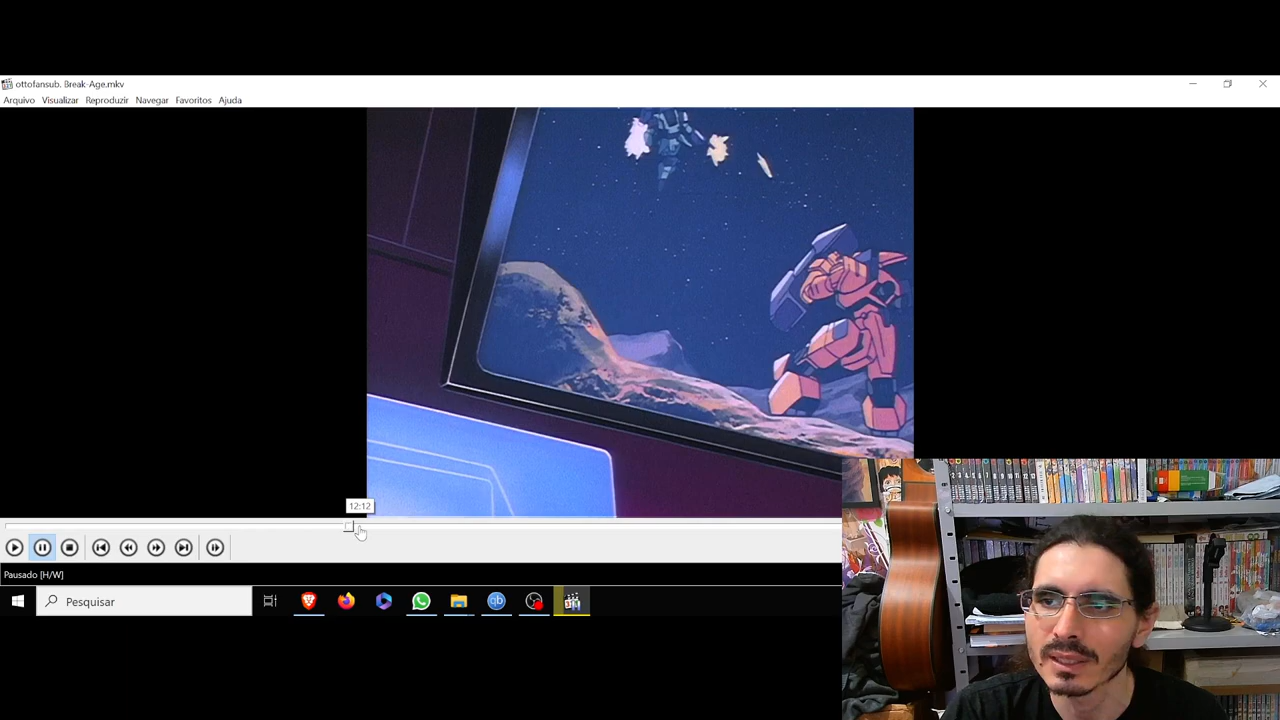 ottofansub. Break-Age.mkv
Arquivo Visualizar Reproduzir Navegar Favoritos Ajuda
12:12
Pausado [H/W]
Pesquisar